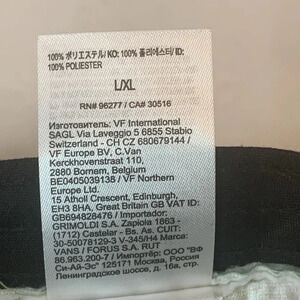 100% ポリエステル/ KO: 100% 폴리에스터/ ID:
100% POLIESTER
L/XL
RN# 96277 / CA# 30516
Изготовитель: VF International
SAGL Via Laveggio 5 6855 Stabio
Switzerland - CH CZ 680679144 /
VF Europe BV, C.Van
Kerckhovenstraat 110,
2880 Bornem, Belgium
BE0405039138 / VF Northern
Europe Ltd.
15 Atholl Crescent, Edinburgh,
EH3 8HA, Great Britain GB VAT ID:
GB694828476 / Importador:
GRIMOLDI S.A. Zapiola 1863 -
(1712) Castelar - Bs As CUIT:
30-50078129-3 V-345/H4 Marca:
VANS / FORUS S.A. RUT
86.963.200-7 / Импортёр: ООО "ВФ
Си-Ай-Эс" 125171 Москва, Россия
Ленинградское шоссе, д. 16а, стр.